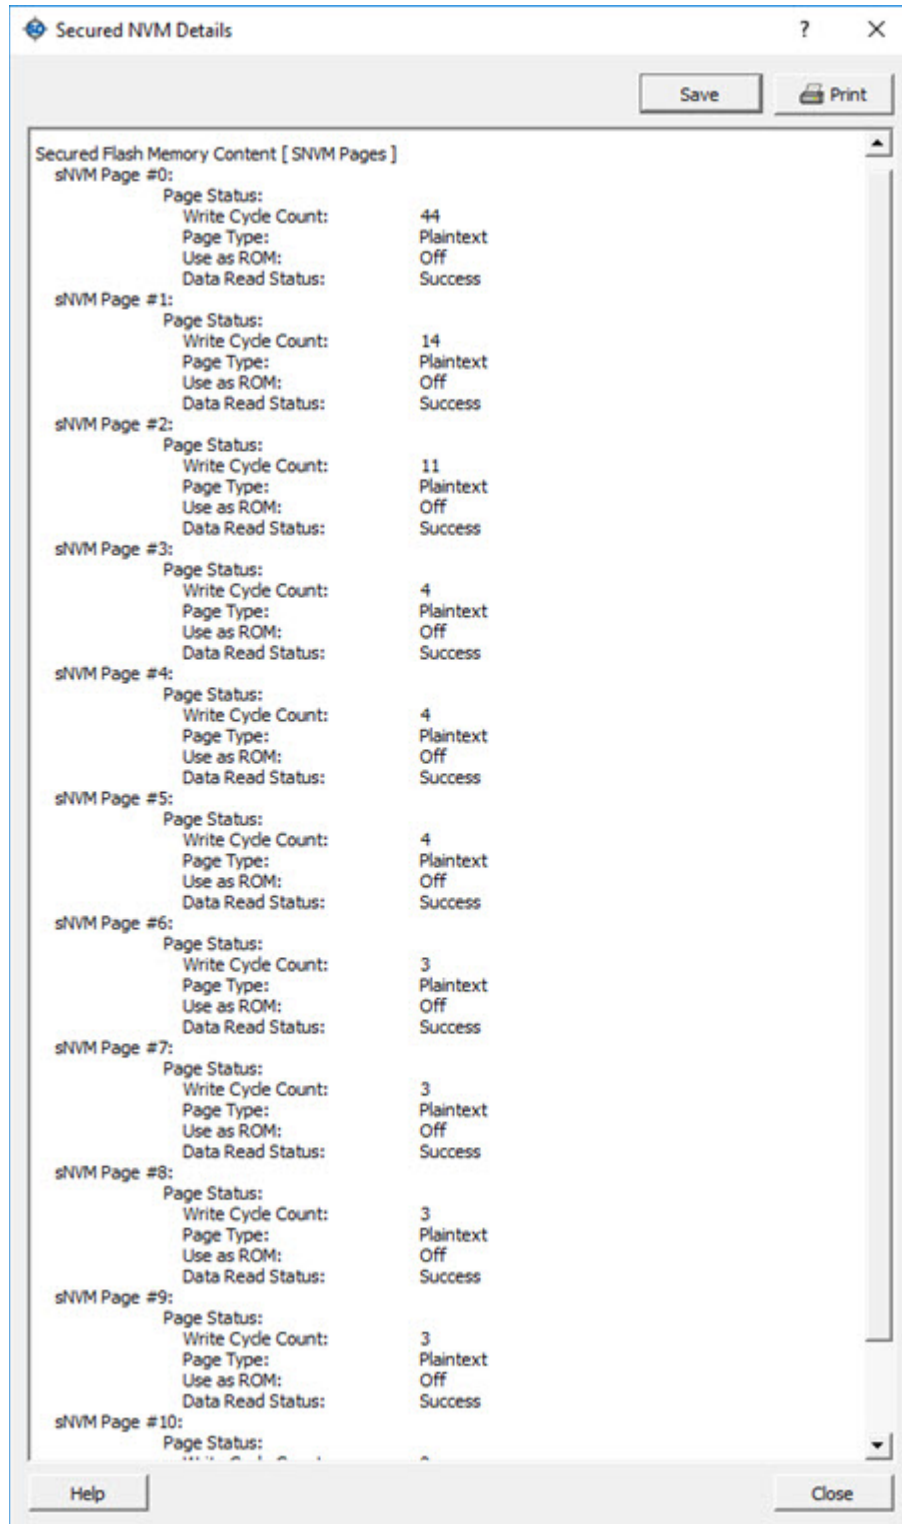 Secured NVM Details
Save
Print
Secured Flash Memory Content [ SNVM Pages ]
sNVM Page #0:
Page Status:
Write Cycle Count: 44
Page Type: Plaintext
Use as ROM: Off
Data Read Status: Success
sNVM Page #1:
Page Status:
Write Cycle Count: 14
Page Type: Plaintext
Use as ROM: Off
Data Read Status: Success
sNVM Page #2:
Page Status:
Write Cycle Count: 11
Page Type: Plaintext
Use as ROM: Off
Data Read Status: Success
sNVM Page #3:
Page Status:
Write Cycle Count: 4
Page Type: Plaintext
Use as ROM: Off
Data Read Status: Success
sNVM Page #4:
Page Status:
Write Cycle Count: 4
Page Type: Plaintext
Use as ROM: Off
Data Read Status: Success
sNVM Page #5:
Page Status:
Write Cycle Count: 4
Page Type: Plaintext
Use as ROM: Off
Data Read Status: Success
sNVM Page #6:
Page Status:
Write Cycle Count: 3
Page Type: Plaintext
Use as ROM: Off
Data Read Status: Success
sNVM Page #7:
Page Status:
Write Cycle Count: 3
Page Type: Plaintext
Use as ROM: Off
Data Read Status: Success
sNVM Page #8:
Page Status:
Write Cycle Count: 3
Page Type: Plaintext
Use as ROM: Off
Data Read Status: Success
sNVM Page #9:
Page Status:
Write Cycle Count: 3
Page Type: Plaintext
Use as ROM: Off
Data Read Status: Success
sNVM Page #10:
Page Status:
Help
Close